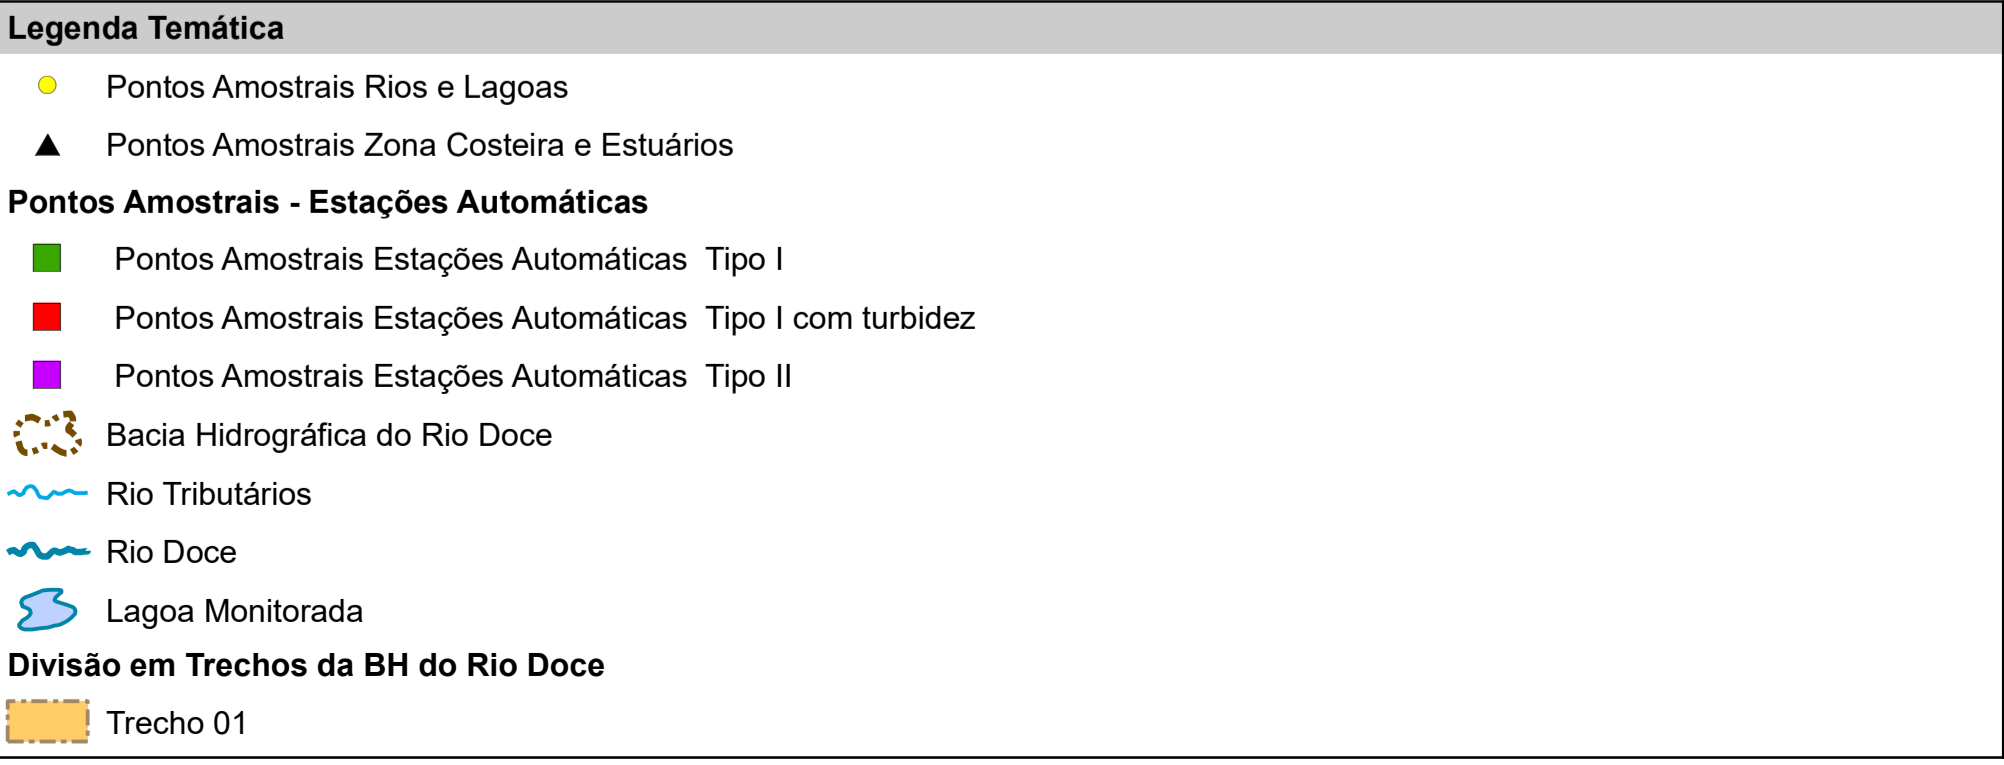 Legenda Temática
Pontos Amostrais Rios e Lagoas
Pontos Amostrais Zona Costeira e Estuários
Pontos Amostrais - Estações Automáticas
Pontos Amostrais Estações Automáticas  Tipo I
Pontos Amostrais Estações Automáticas  Tipo I com turbidez
Pontos Amostrais Estações Automáticas  Tipo II
Bacia Hidrográfica do Rio Doce
Rio Tributários
Rio Doce
Lagoa Monitorada
Divisão em Trechos da BH do Rio Doce
Trecho 01